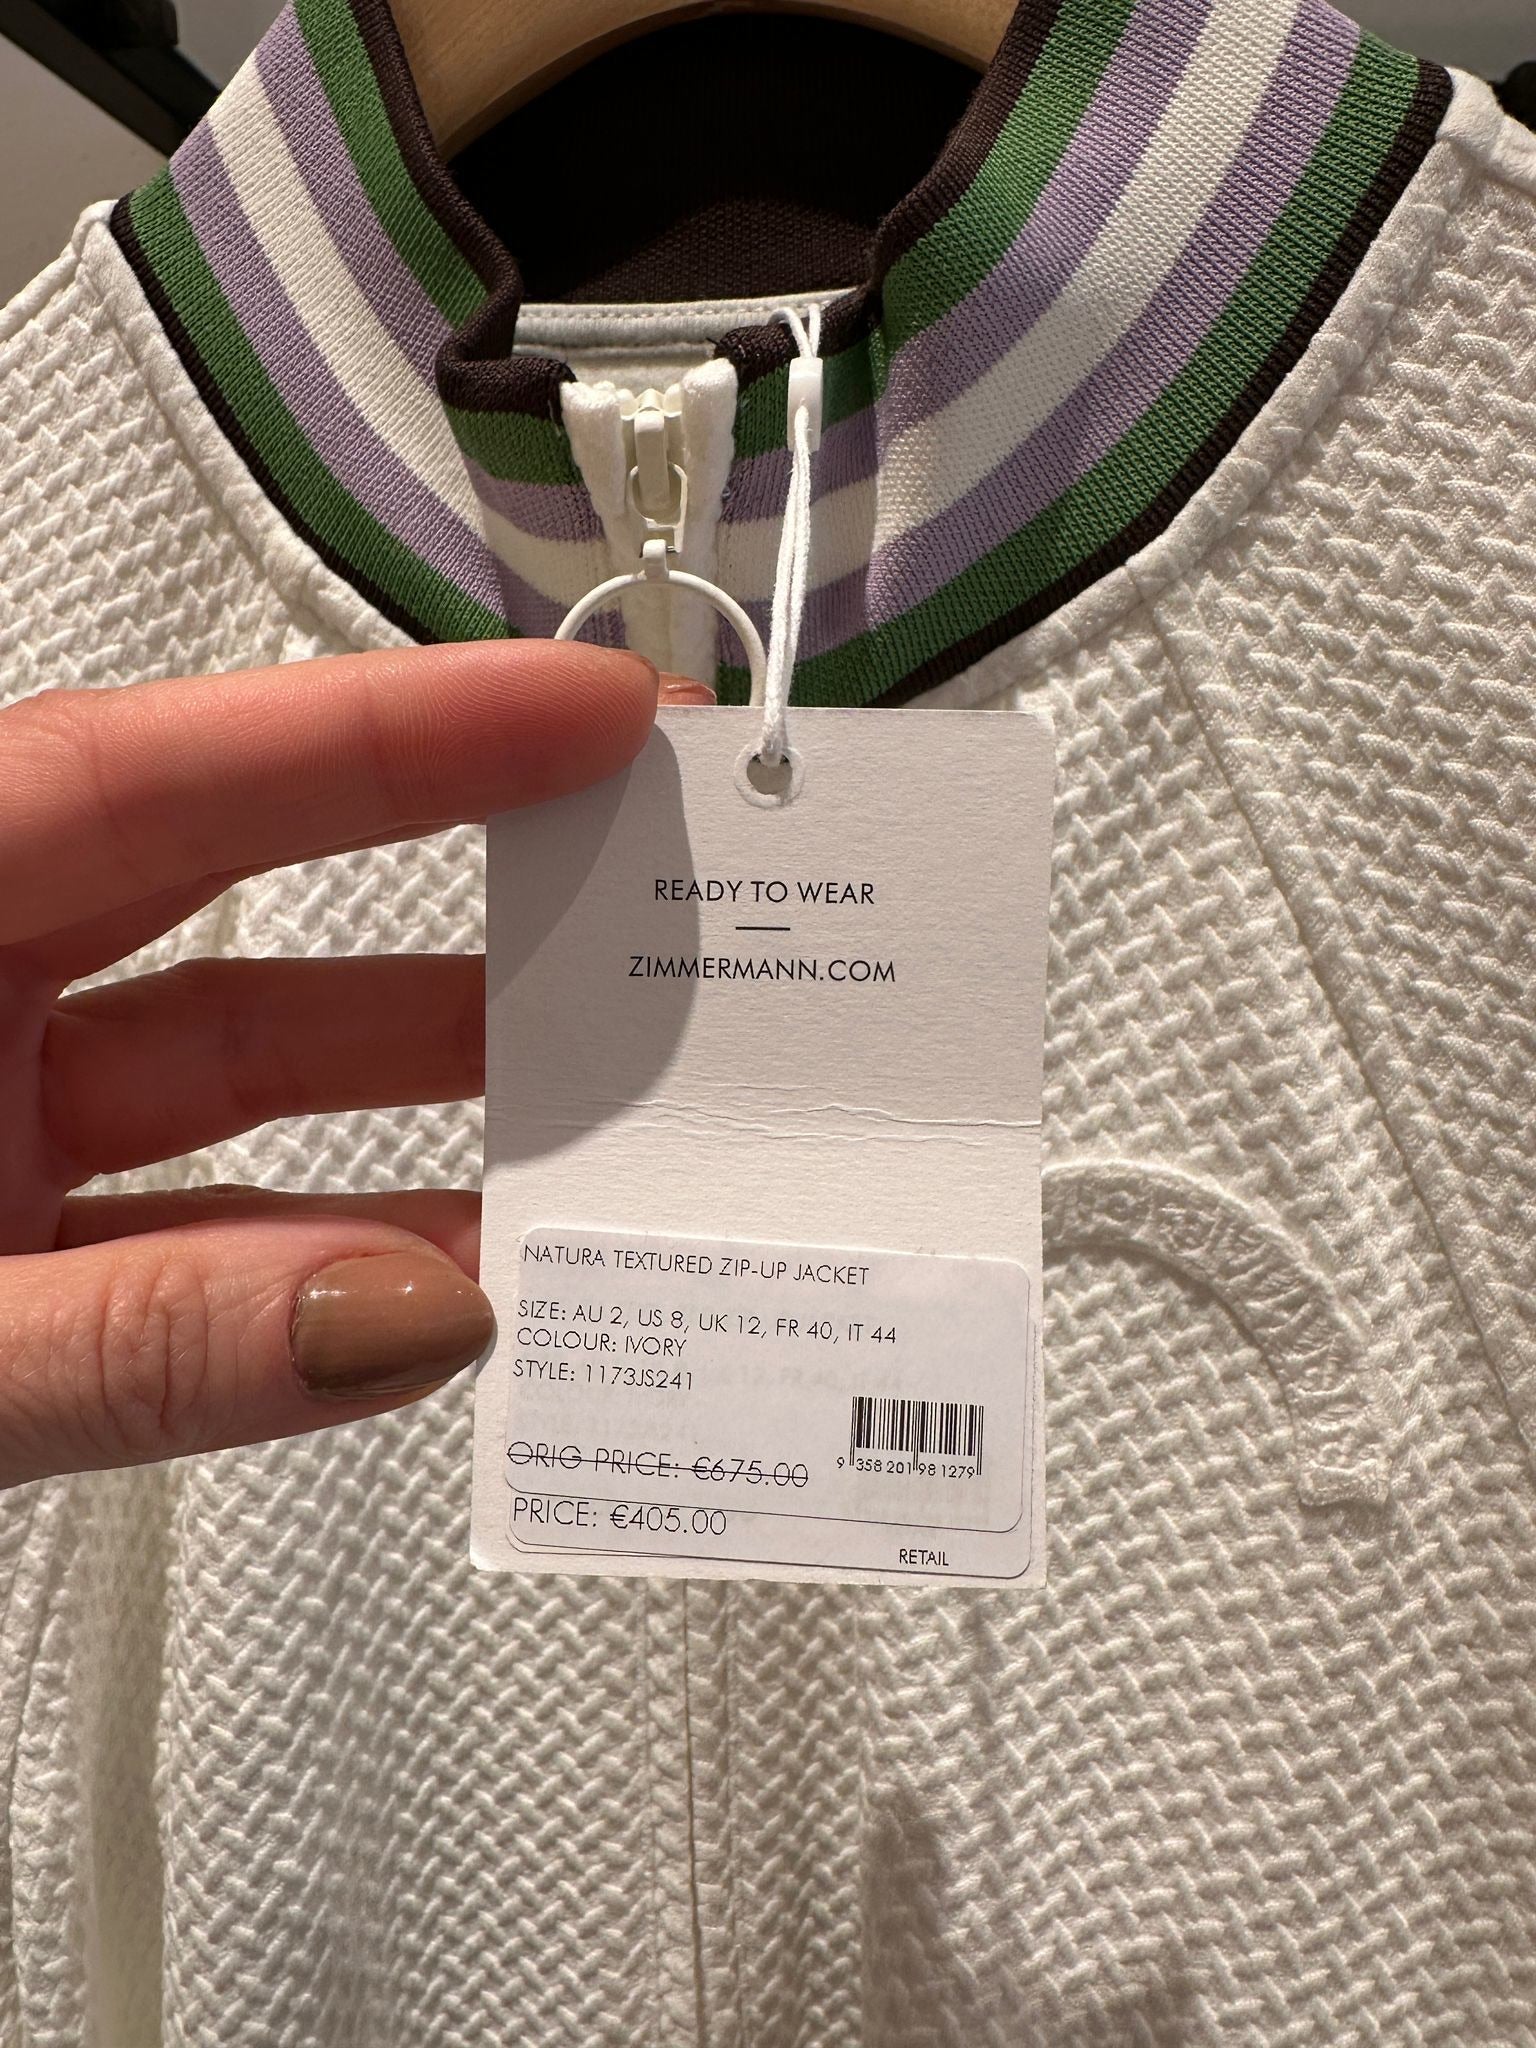 READY TO WEAR
ZIMMERMANN.COM
NATURA TEXTURED ZIP-UP JACKET
SIZE: AU 2, US 8, UK 12, FR 40, IT 44
COLOUR: IVORY
STYLE: 1173JS241
ORIG PRICE: €675.00
9 358201 981279
PRICE: €405.00
RETAIL